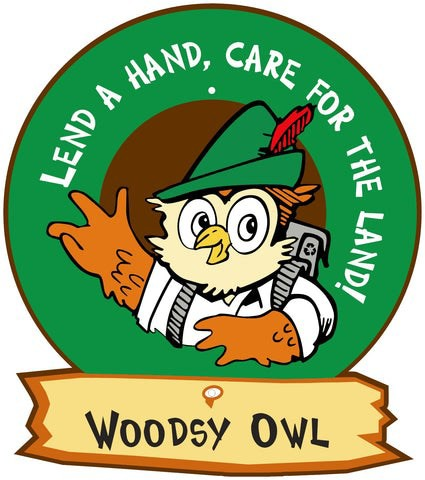 LEND A HAND, CARE FOR THE LAND!
WOODSY OWL